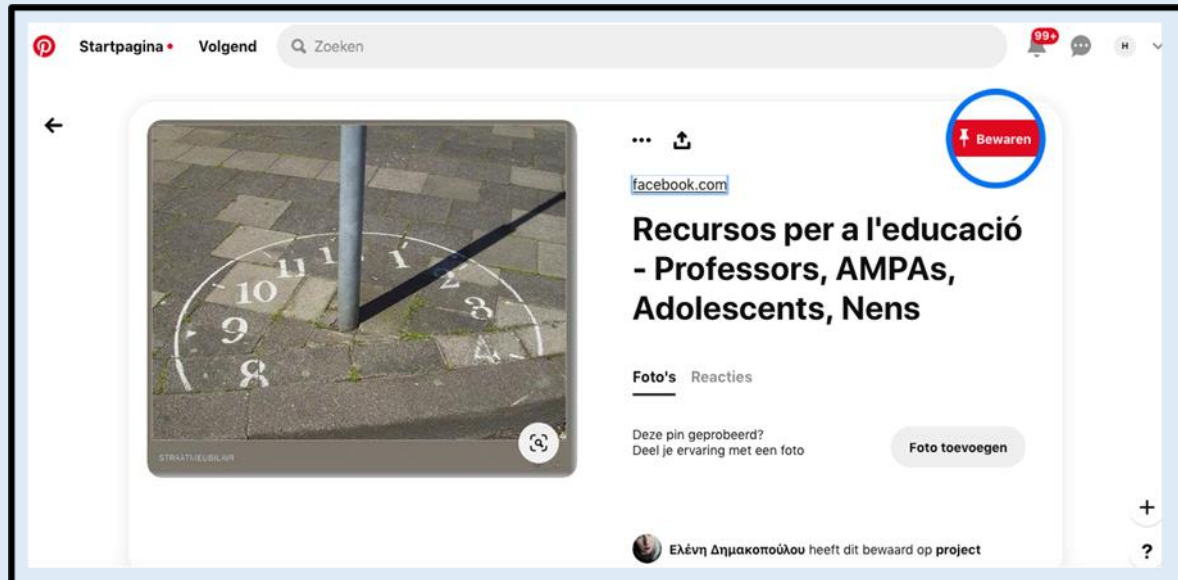 Startpagina
Volgend
Zoeken
99+
H
Bewaren
facebook.com
Recursos per a l'educació
- Professors, AMPAs,
Adolescents, Nens
Foto's
Reacties
Deze pin geprobeerd?
Deel je ervaring met een foto
Foto toevoegen
11 1 1
10 2
9 3
8 4
STRAATMEUBILAIR
Ελένη Δημακοπούλου heeft dit bewaard op project
+
?